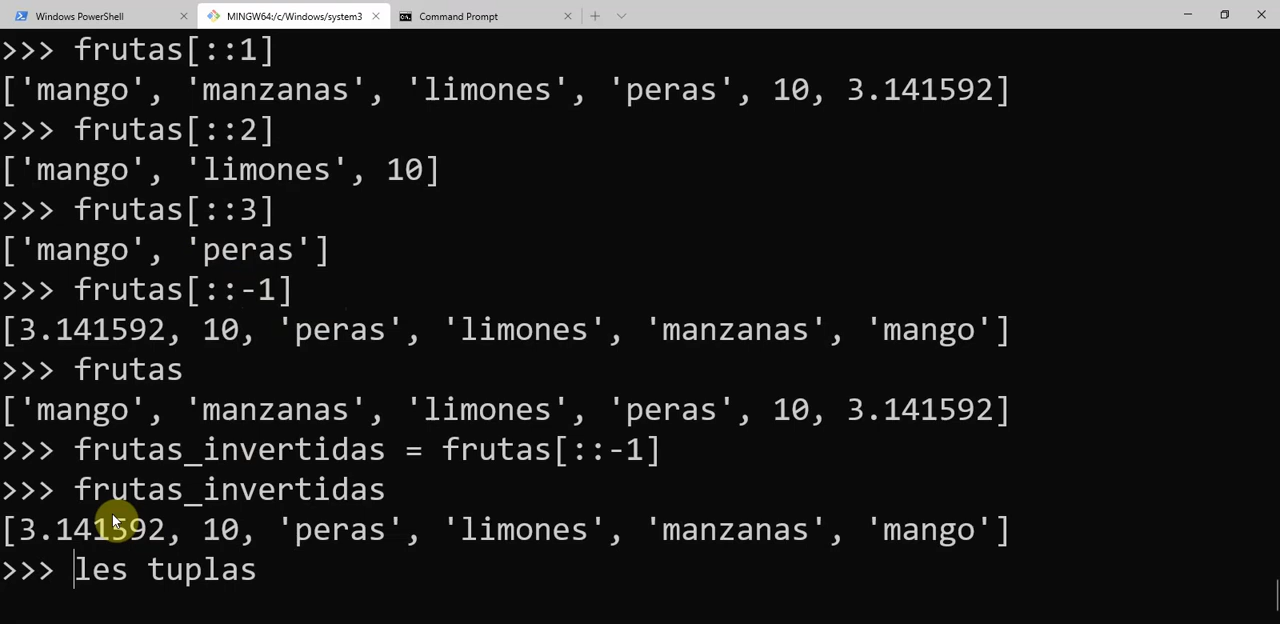 Windows PowerShell
MINGW64:/c/Windows/system3
Command Prompt
>>> frutas[::1]
['mango', 'manzanas', 'limones', 'peras', 10, 3.141592]
>>> frutas[::2]
['mango', 'limones', 10]
>>> frutas[::3]
['mango', 'peras']
>>> frutas[::-1]
[3.141592, 10, 'peras', 'limones', 'manzanas', 'mango']
>>> frutas
['mango', 'manzanas', 'limones', 'peras', 10, 3.141592]
>>> frutas_invertidas = frutas[::-1]
>>> frutas_invertidas
[3.141592, 10, 'peras', 'limones', 'manzanas', 'mango']
>>> les tuplas